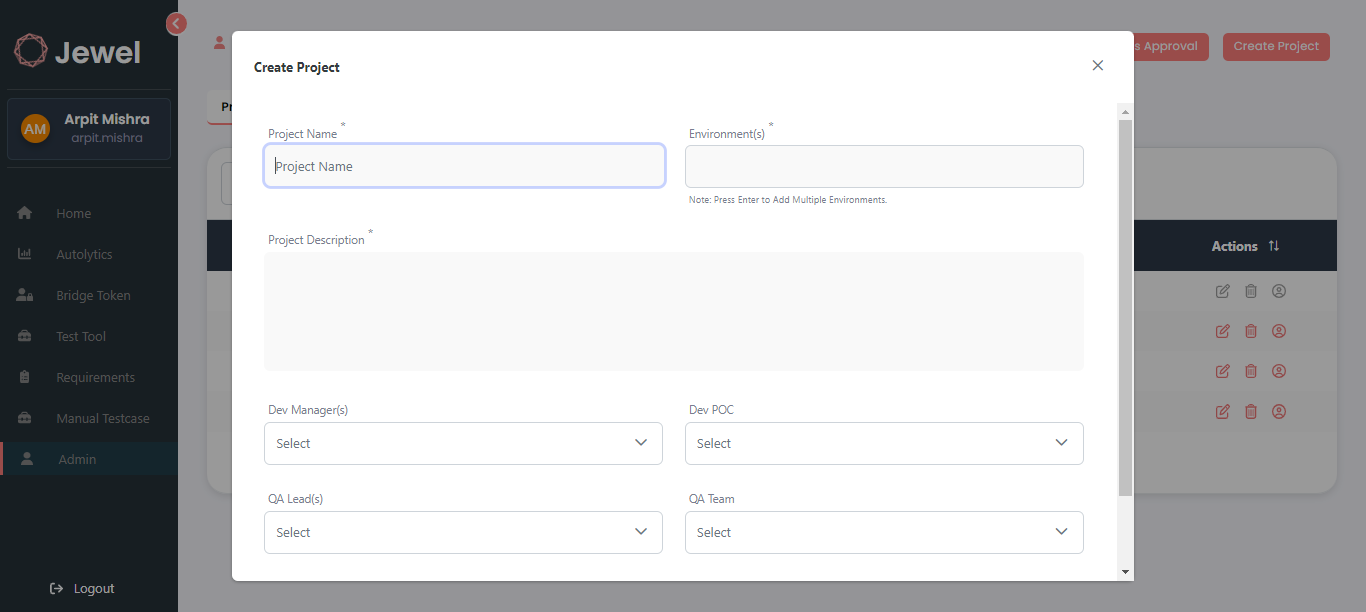 Jewel
AM
Arpit Mishra
arpit.mishra
Home
Autolytics
Bridge Token
Test Tool
Requirements
Manual Testcase
Admin
Logout
Approval
Create Project
Actions
Create Project
Project Name *
Project Name
Environment(s) *
Note: Press Enter to Add Multiple Environments.
Project Description *
Dev Manager(s)
Select
Dev POC
Select
QA Lead(s)
Select
QA Team
Select